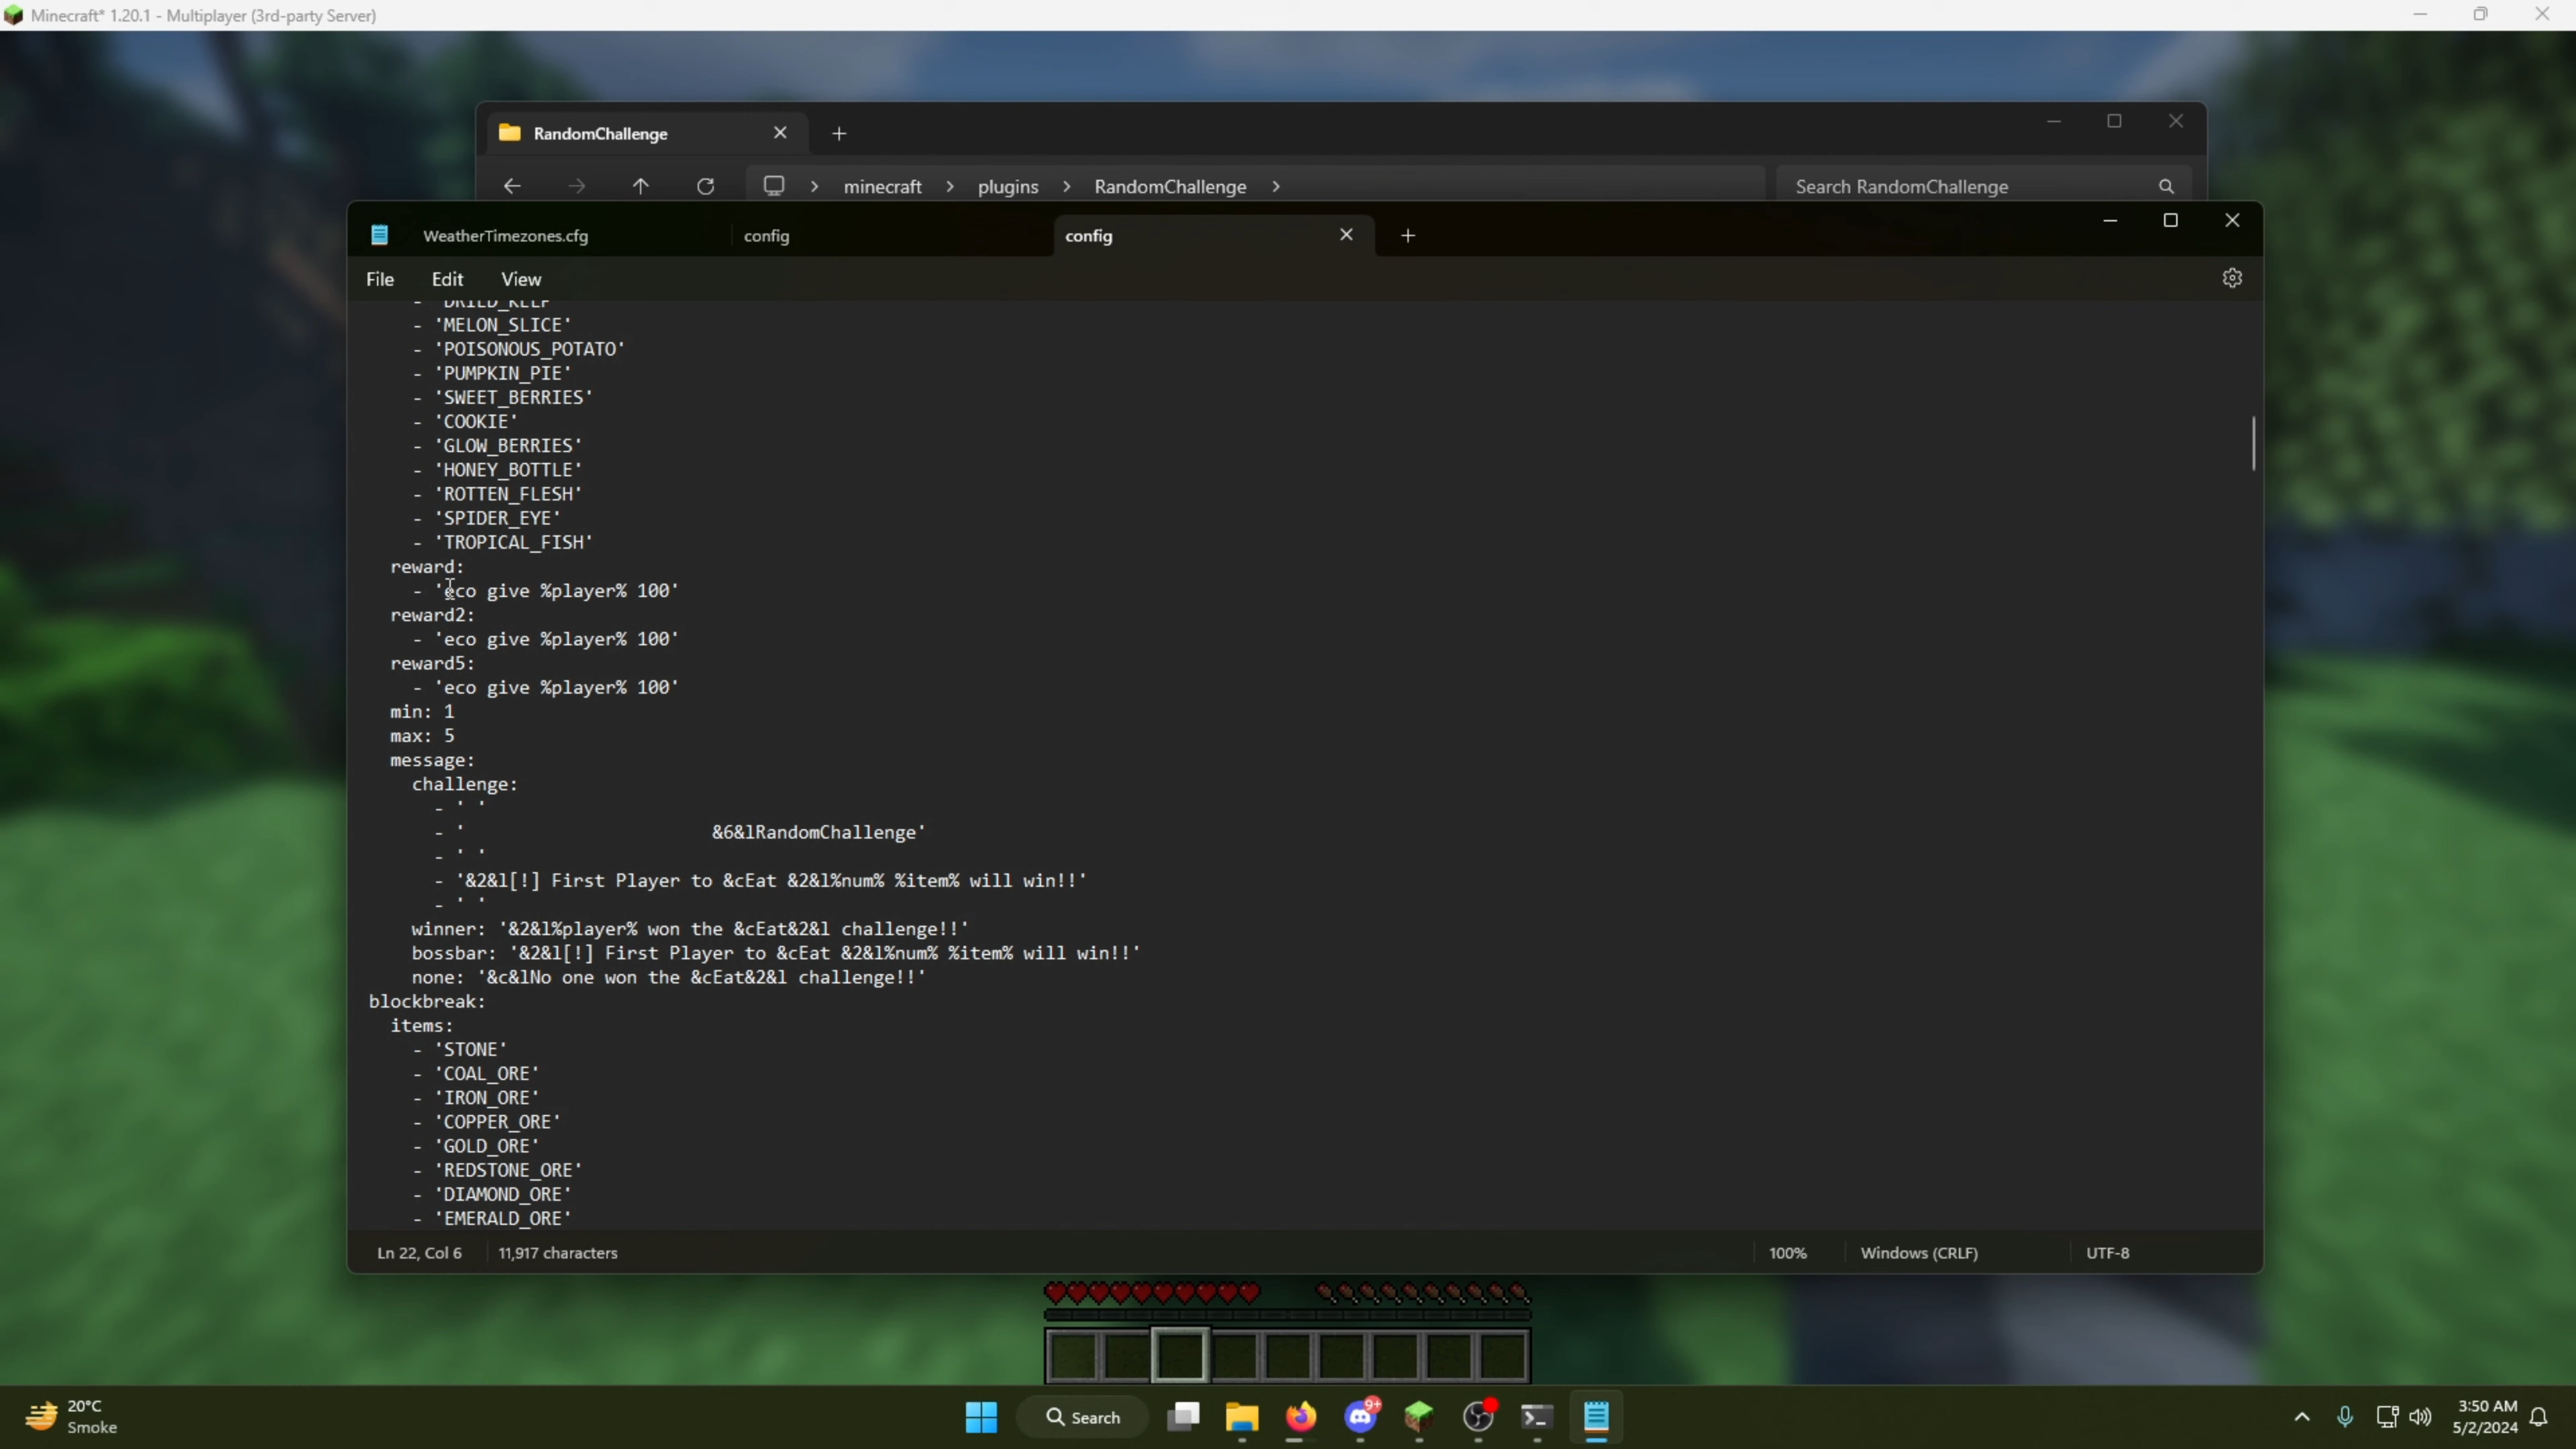 Minecraft* 1.20.1 - Multiplayer (3rd-party Server)
RandomChallenge
minecraft > plugins > RandomChallenge >
Search RandomChallenge
WeatherTimezones.cfg
config
config
File Edit View
- 'DRIED_KELP'
- 'MELON_SLICE'
- 'POISONOUS_POTATO'
- 'PUMPKIN_PIE'
- 'SWEET_BERRIES'
- 'COOKIE'
- 'GLOW_BERRIES'
- 'HONEY_BOTTLE'
- 'ROTTEN_FLESH'
- 'SPIDER_EYE'
- 'TROPICAL_FISH'
reward:
- 'eco give %player% 100'
reward2:
- 'eco give %player% 100'
reward5:
- 'eco give %player% 100'
min: 1
max: 5
message:
challenge:
- ' '
- '                       &6&lRandomChallenge'
- ' '
- '&2&l[!] First Player to &cEat &2&l%num% %item% will win!!'
- ' '
winner: '&2&l%player% won the &cEat&2&l challenge!!'
bossbar: '&2&l[!] First Player to &cEat &2&l%num% %item% will win!!'
none: '&c&lNo one won the &cEat&2&l challenge!!'
blockbreak:
items:
- 'STONE'
- 'COAL_ORE'
- 'IRON_ORE'
- 'COPPER_ORE'
- 'GOLD_ORE'
- 'REDSTONE_ORE'
- 'DIAMOND_ORE'
- 'EMERALD_ORE'
Ln 22, Col 6
11,917 characters
100%
Windows (CRLF)
UTF-8
20°C
Smoke
Search
9+
3:50 AM
5/2/2024